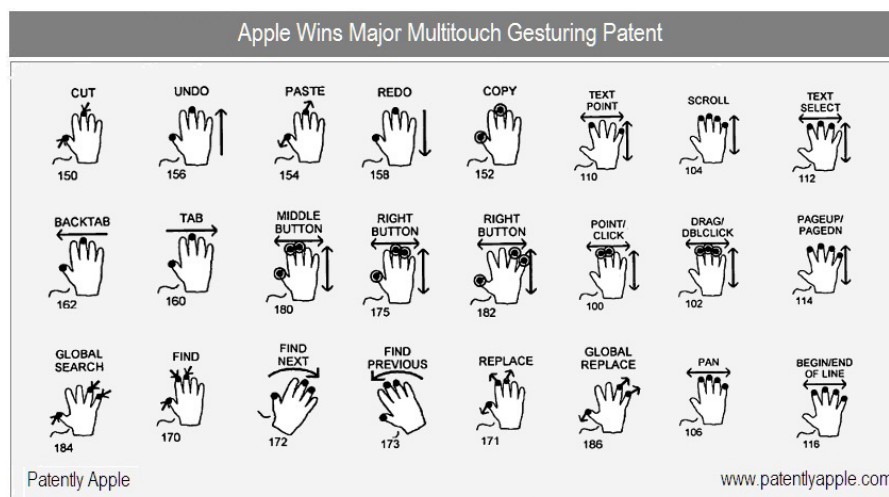 Apple Wins Major Multitouch Gesturing Patent
CUT
150
UNDO
156
PASTE
154
REDO
158
COPY
152
TEXT
POINT
110
SCROLL
104
TEXT
SELECT
112
BACKTAB
162
TAB
160
MIDDLE
BUTTON
180
RIGHT
BUTTON
175
RIGHT
BUTTON
182
POINT/
CLICK
100
DRAG/
DBLCLICK
102
PAGEUP/
PAGEDN
114
GLOBAL
SEARCH
184
FIND
170
FIND
NEXT
172
FIND
PREVIOUS
173
REPLACE
171
GLOBAL
REPLACE
186
PAN
106
BEGIN/END
OF LINE
116
Patently Apple
www.patentlyapple.com